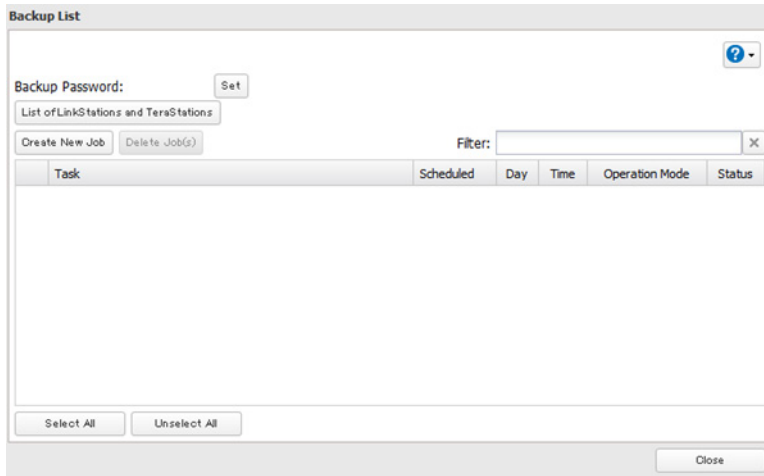 Backup List
?
Backup Password: Set
List of LinkStations and TeraStations
Create New Job Delete Job(s) Filter:
Task Scheduled Day Time Operation Mode Status
Select All Unselect All
Close